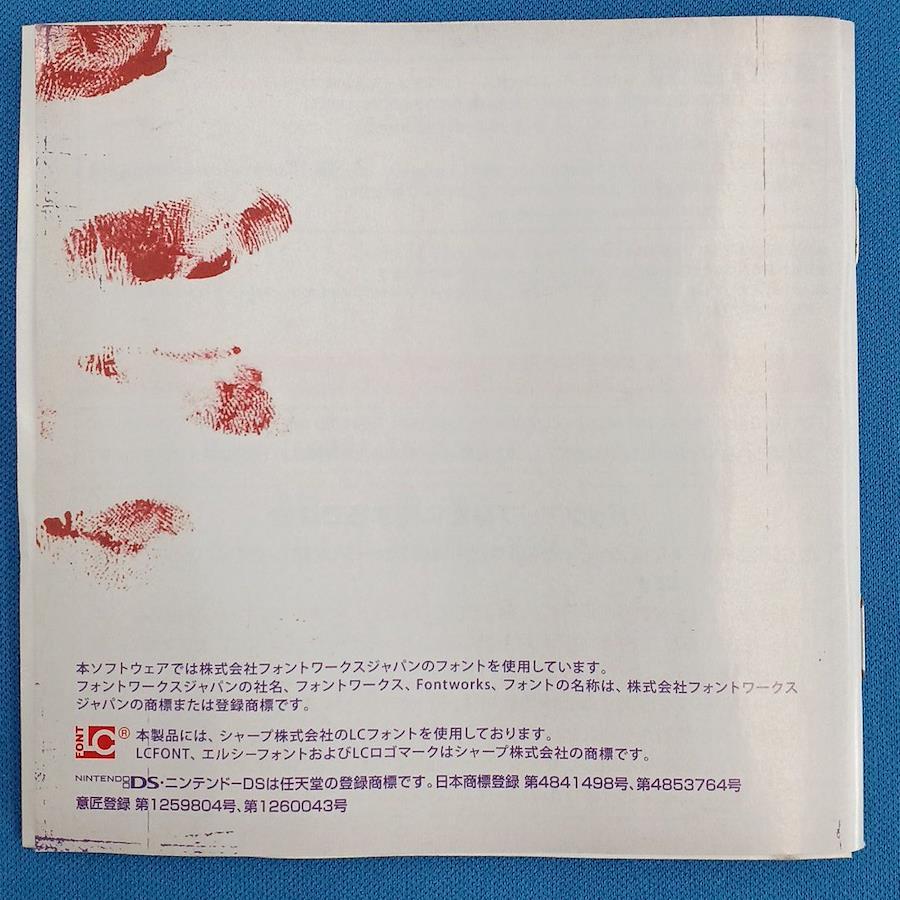 本ソフトウェアでは株式会社フォントワークスジャパンのフォントを使用しています。
フォントワークスジャパンの社名、フォントワークス、Fontworks、フォントの名称は、株式会社フォントワークス
ジャパンの商標または登録商標です。
LC FONT ® 本製品には、シャープ株式会社のLCフォントを使用しております。
LCFONT、エルシーフォントおよびLCロゴマークはシャープ株式会社の商標です。
NINTENDO DS・ニンテンドーDSは任天堂の登録商標です。日本商標登録 第4841498号、第4853764号
意匠登録 第1259804号、第1260043号